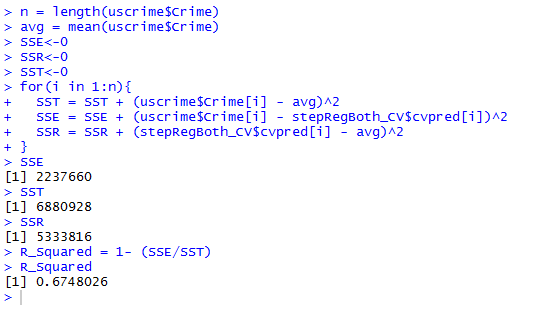 > n = length(uscrime$Crime)
> avg = mean(uscrime$Crime)
> SSE<-0
> SSR<-0
> SST<-0
> for(i in 1:n){
+   SST = SST + (uscrime$Crime[i] - avg)^2
+   SSE = SSE + (uscrime$Crime[i] - stepRegBoth_CV$cvpred[i])^2
+   SSR = SSR + (stepRegBoth_CV$cvpred[i] - avg)^2
+ }
> SSE
[1] 2237660
> SST
[1] 6880928
> SSR
[1] 5333816
> R_Squared = 1- (SSE/SST)
> R_Squared
[1] 0.6748026
>